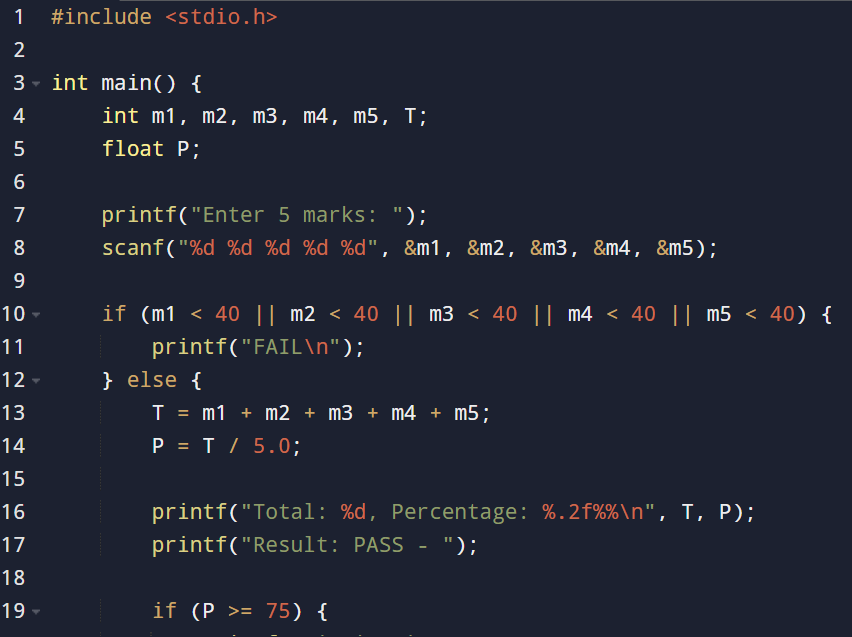 1 #include <stdio.h>
2
3 int main() {
4     int m1, m2, m3, m4, m5, T;
5     float P;
6
7     printf("Enter 5 marks: ");
8     scanf("%d %d %d %d %d", &m1, &m2, &m3, &m4, &m5);
9
10     if (m1 < 40 || m2 < 40 || m3 < 40 || m4 < 40 || m5 < 40) {
11         printf("FAIL\n");
12     } else {
13         T = m1 + m2 + m3 + m4 + m5;
14         P = T / 5.0;
15
16         printf("Total: %d, Percentage: %.2f%%\n", T, P);
17         printf("Result: PASS - ");
18
19         if (P >= 75) {